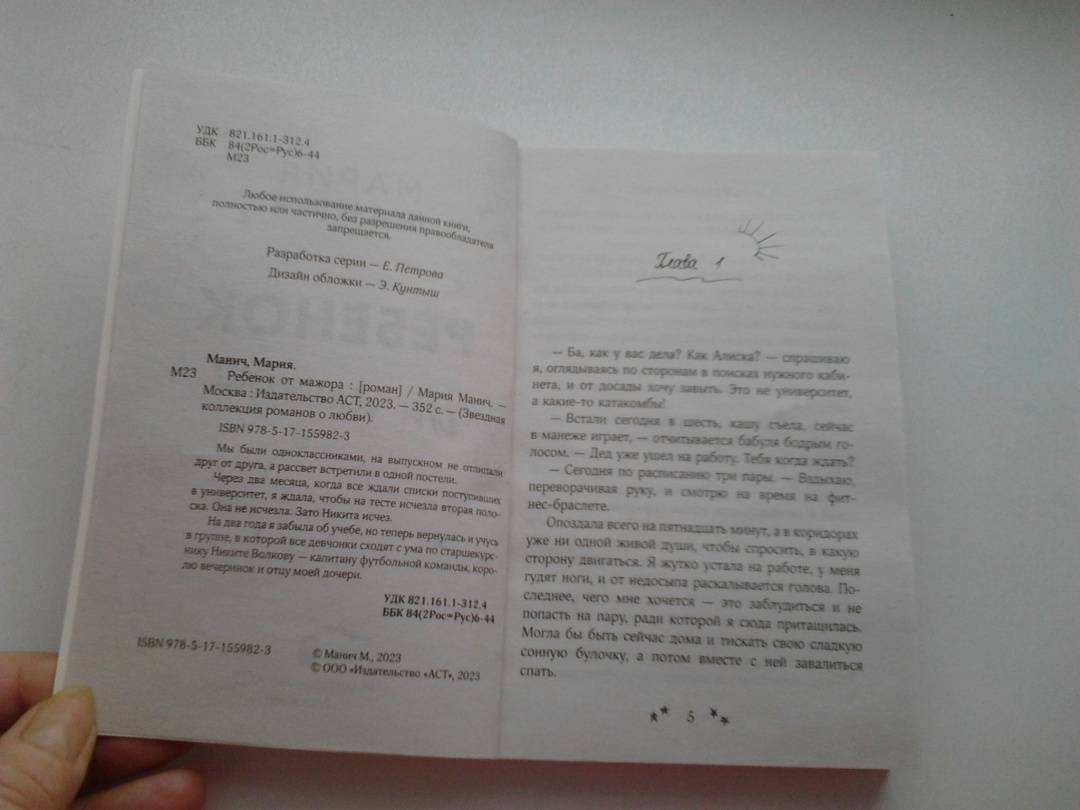 УДК 821.161.1-312.4
ББК 84(2Рос=Рус)6-44
М23
Любое использование материала данной книги,
полностью или частично, без разрешения правообладателя
запрещается.
Разработка серии — Е. Петрова
Дизайн обложки — Э. Кунтыш
Манич, Мария.
М23 Ребенок от мажора : [роман] / Мария Манич. —
Москва : Издательство АСТ, 2023. — 352 с. — (Звездная
коллекция романов о любви).
ISBN 978-5-17-155982-3
Мы были одноклассниками, на выпускном не отлипали
друг от друга, а рассвет встретили в одной постели.
Через два месяца, когда все ждали списки поступивших
в университет, я ждала, чтобы на тесте исчезла вторая поло-
ска. Она не исчезла. Зато Никита исчез.
На два года я забыла об учебе, но теперь вернулась и учусь
в группе, в которой все девчонки сходят с ума по старшекурс-
нику Никите Волкову — капитану футбольной команды, коро-
лю вечеринок и отцу моей дочери.
УДК 821.161.1-312.4
ББК 84(2Рос=Рус)6-44
ISBN 978-5-17-155982-3
© Манич М., 2023
© ООО «Издательство «АСТ», 2023
МАРИЯ
РЕБЕНОК
Глава 1
— Ба, как у вас дела? Как Алиска? — спрашиваю
я, оглядываясь по сторонам в поисках нужного каби-
нета, и от досады хочу завыть. Это не университет,
а какие-то катакомбы!
— Встали сегодня в шесть, кашу съела, сейчас
в манеже играет, — отчитывается бабуля бодрым го-
лосом. — Дед уже ушел на работу. Тебя когда ждать?
— Сегодня по расписанию три пары. — Вздыхаю,
переворачивая руку, и смотрю на время на фит-
нес-браслете.
Опоздала всего на пятнадцать минут, а в коридорах
уже ни одной живой души, чтобы спросить, в какую
сторону двигаться. Я жутко устала на работе, у меня
гудят ноги, и от недосыпа раскалывается голова. По-
следнее, чего мне хочется — это заблудиться и не
попасть на пару, ради которой я сюда притащилась.
Могла бы быть сейчас дома и тискать свою сладкую
сонную булочку, а потом вместе с ней завалиться
спать.
5